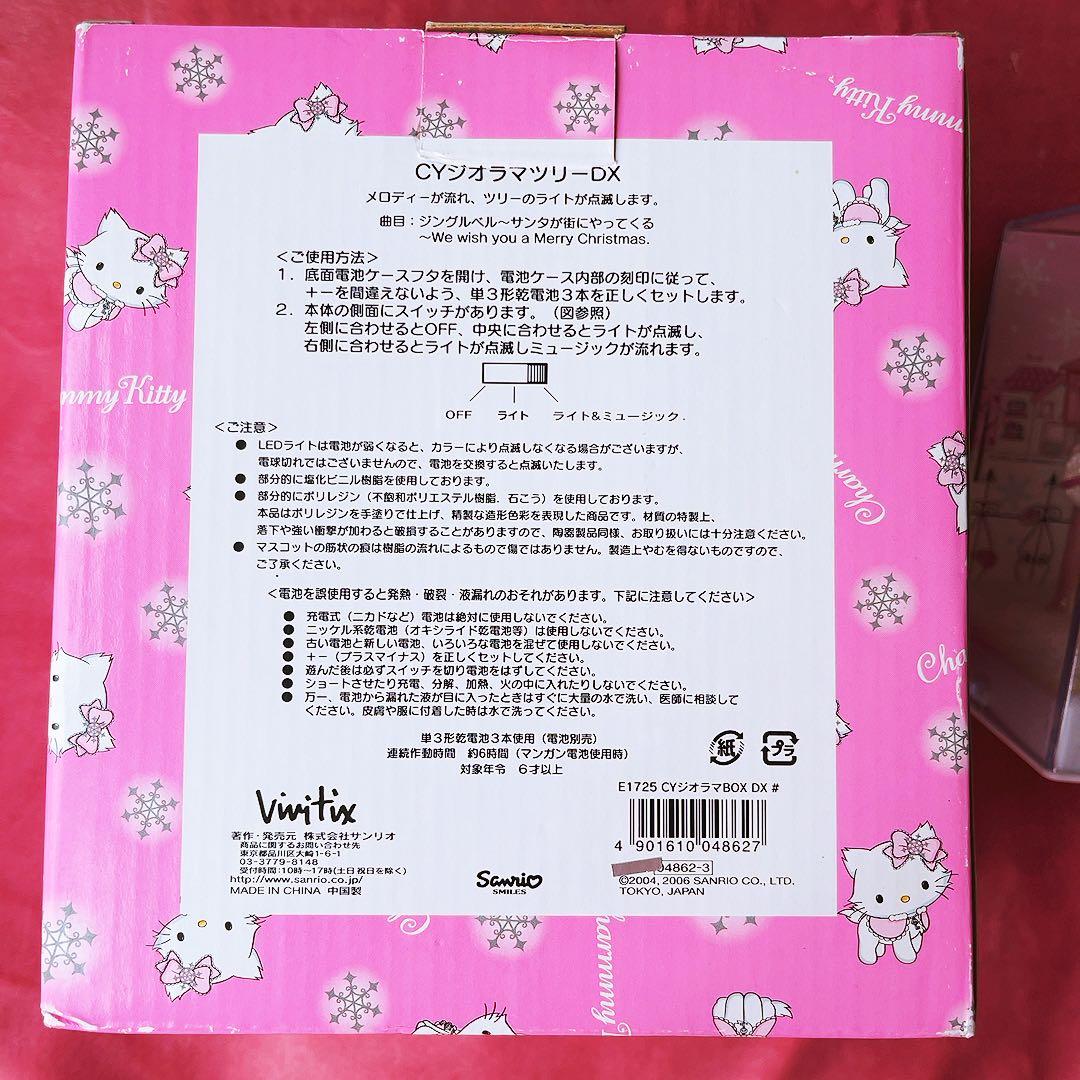 CYジオラマツリーDX
メロディーが流れ、ツリーのライトが点滅します。
曲目：ジングルベル～サンタが街にやってくる
～We wish you a Merry Christmas.
＜ご使用方法＞
1．底面電池ケースフタを開け、電池ケース内部の刻印に従って、
＋－を間違えないよう、単3形乾電池3本を正しくセットします。
2．本体の側面にスイッチがあります。（図参照）
左側に合わせるとOFF、中央に合わせるとライトが点滅し、
右側に合わせるとライトが点滅しミュージックが流れます。
OFF ライト ライト&ミュージック.
＜ご注意＞
● LEDライトは電池が弱くなると、カラーにより点滅しなくなる場合がございますが、
電球切れではございませんので、電池を交換すると点滅いたします。
● 部分的に塩化ビニル樹脂を使用しております。
● 部分的にポリレジン（不飽和ポリエステル樹脂．石こう）を使用しております。
本品はポリレジンを手塗りで仕上げ、精製な造形色彩を表現した商品です。材質の特製上、
落下や強い衝撃が加わると破損することがありますので、陶器製品同様、お取り扱いには十分注意ください。
● マスコットの筋状の痕は樹脂の流れによるもので傷ではありません。製造上やむを得ないものですので、
ご了承ください。
＜電池を誤使用すると発熱・破裂・液漏れのおそれがあります。下記に注意してください＞
● 充電式（ニカドなど）電池は絶対に使用しないでください。
● ニッケル系乾電池（オキシライド乾電池等）は使用しないでください。
● 古い電池と新しい電池、いろいろな電池を混ぜて使用しないでください。
● ＋－（プラスマイナス）を正しくセットしてください。
● 遊んだ後は必ずスイッチを切り電池をはずしてください。
● ショートさせたり充電、分解、加熱、火の中に入れたりしないでください。
● 万一、電池から漏れた液が目に入ったときはすぐに大量の水で洗い、医師に相談して
ください。皮膚や服に付着した時は水で洗ってください。
単3形乾電池3本使用（電池別売）
連続作動時間 約6時間（マンガン電池使用時）
対象年令 6才以上
紙 プラ
E1725 CYジオラマBOX DX #
4 901610 048627
04862-3
©2004, 2006 SANRIO CO., LTD.
TOKYO, JAPAN
Vivitix
著作・発売元 株式会社サンリオ
商品に関するお問い合わせ先
東京都品川区大崎1-6-1
03-3779-8148
受付時間：10時～17時(土日祝日を除く)
http://www.sanrio.co.jp/
MADE IN CHINA 中国製
Sanrio
SMILES
ummy Kitty
ammy Kitty
Charm
Cha
harmmy